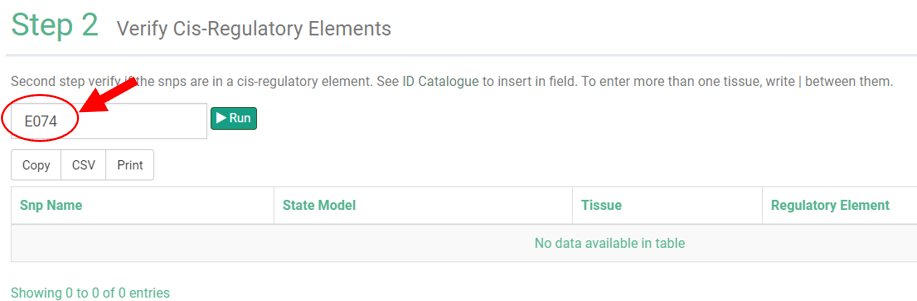 Step 2 Verify Cis-Regulatory Elements
Second step verify if the snps are in a cis-regulatory element. See ID Catalogue to insert in field. To enter more than one tissue, write | between them.
E074 Run
Copy CSV Print
Snp Name State Model Tissue Regulatory Element
No data available in table
Showing 0 to 0 of 0 entries